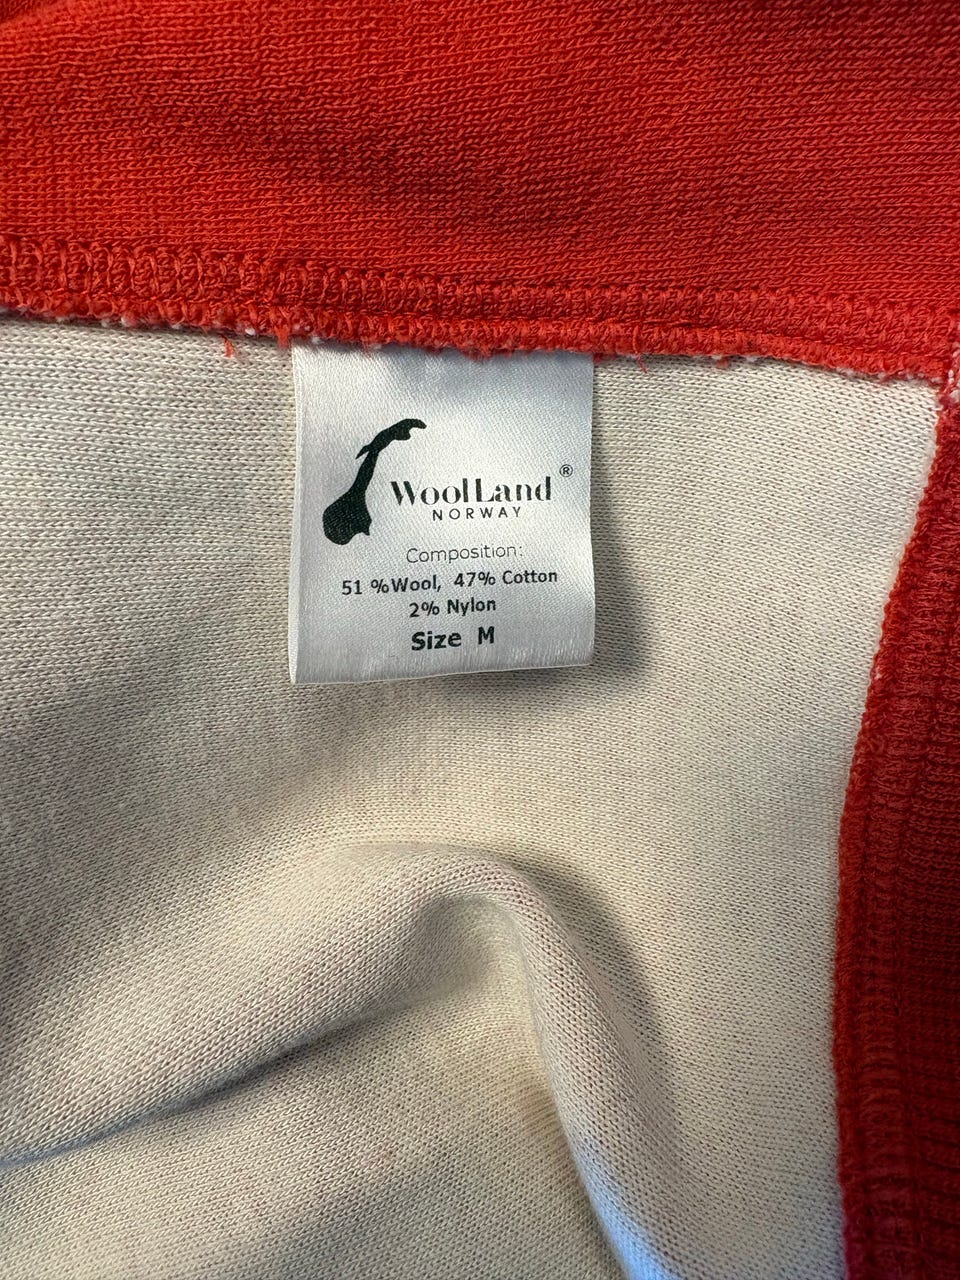 WoolLand®
NORWAY
Composition:
51 %Wool, 47% Cotton
2% Nylon
Size M